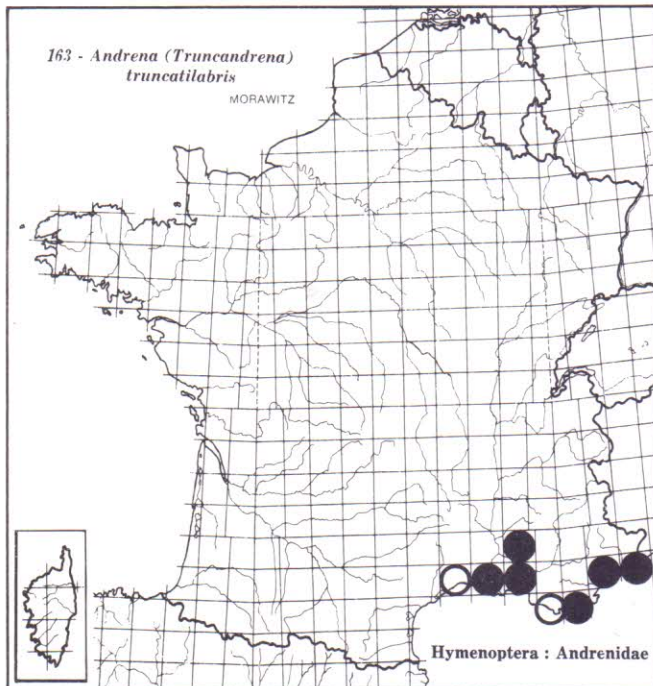 163 - Andrena (Truncandrena)
truncatilabris
MORAWITZ
Hymenoptera : Andrenidae